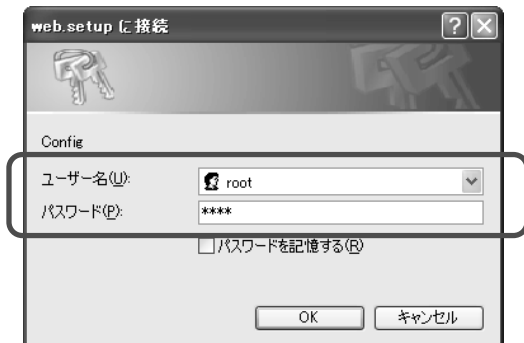 web.setup に接続
Config
ユーザー名(U):
root
パスワード(P):
****
パスワードを記憶する(R)
OK
キャンセル